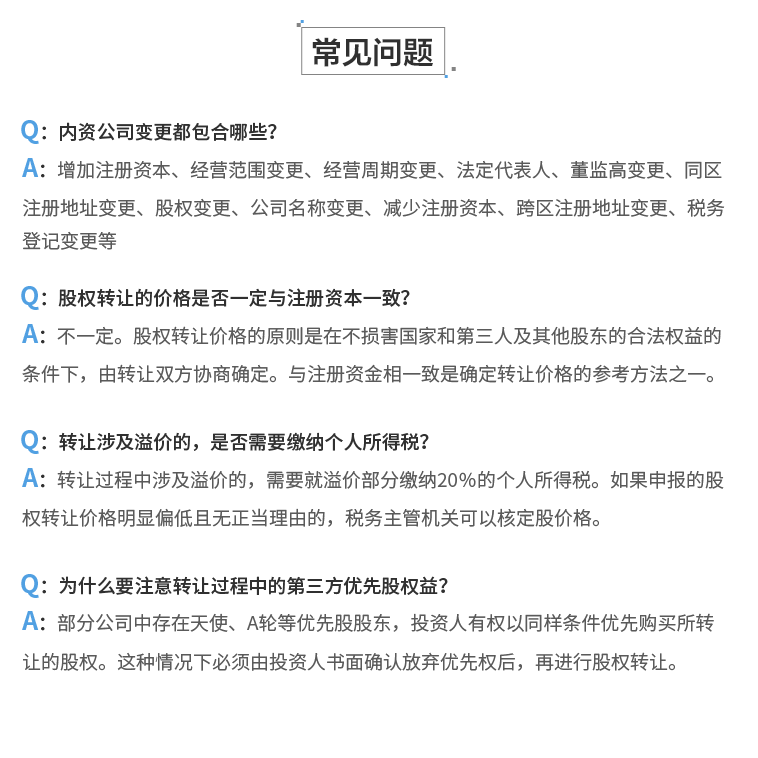 常见问题
Q：内资公司变更都包合哪些？
A：增加注册资本、经营范围变更、经营周期变更、法定代表人、董监高变更、同区
注册地址变更、股权变更、公司名称变更、减少注册资本、跨区注册地址变更、税务
登记变更等
Q：股权转让的价格是否一定与注册资本一致？
A：不一定。股权转让价格的原则是在不损害国家和第三人及其他股东的合法权益的
条件下，由转让双方协商确定。与注册资金相一致是确定转让价格的参考方法之一。
Q：转让涉及溢价的，是否需要缴纳个人所得税？
A：转让过程中涉及溢价的，需要就溢价部分缴纳20%的个人所得税。如果申报的股
权转让价格明显偏低且无正当理由的，税务主管机关可以核定股价格。
Q：为什么要注意转让过程中的第三方优先股权益？
A：部分公司中存在天使、A轮等优先股股东，投资人有权以同样条件优先购买所转
让的股权。这种情况下必须由投资人书面确认放弃优先权后，再进行股权转让。